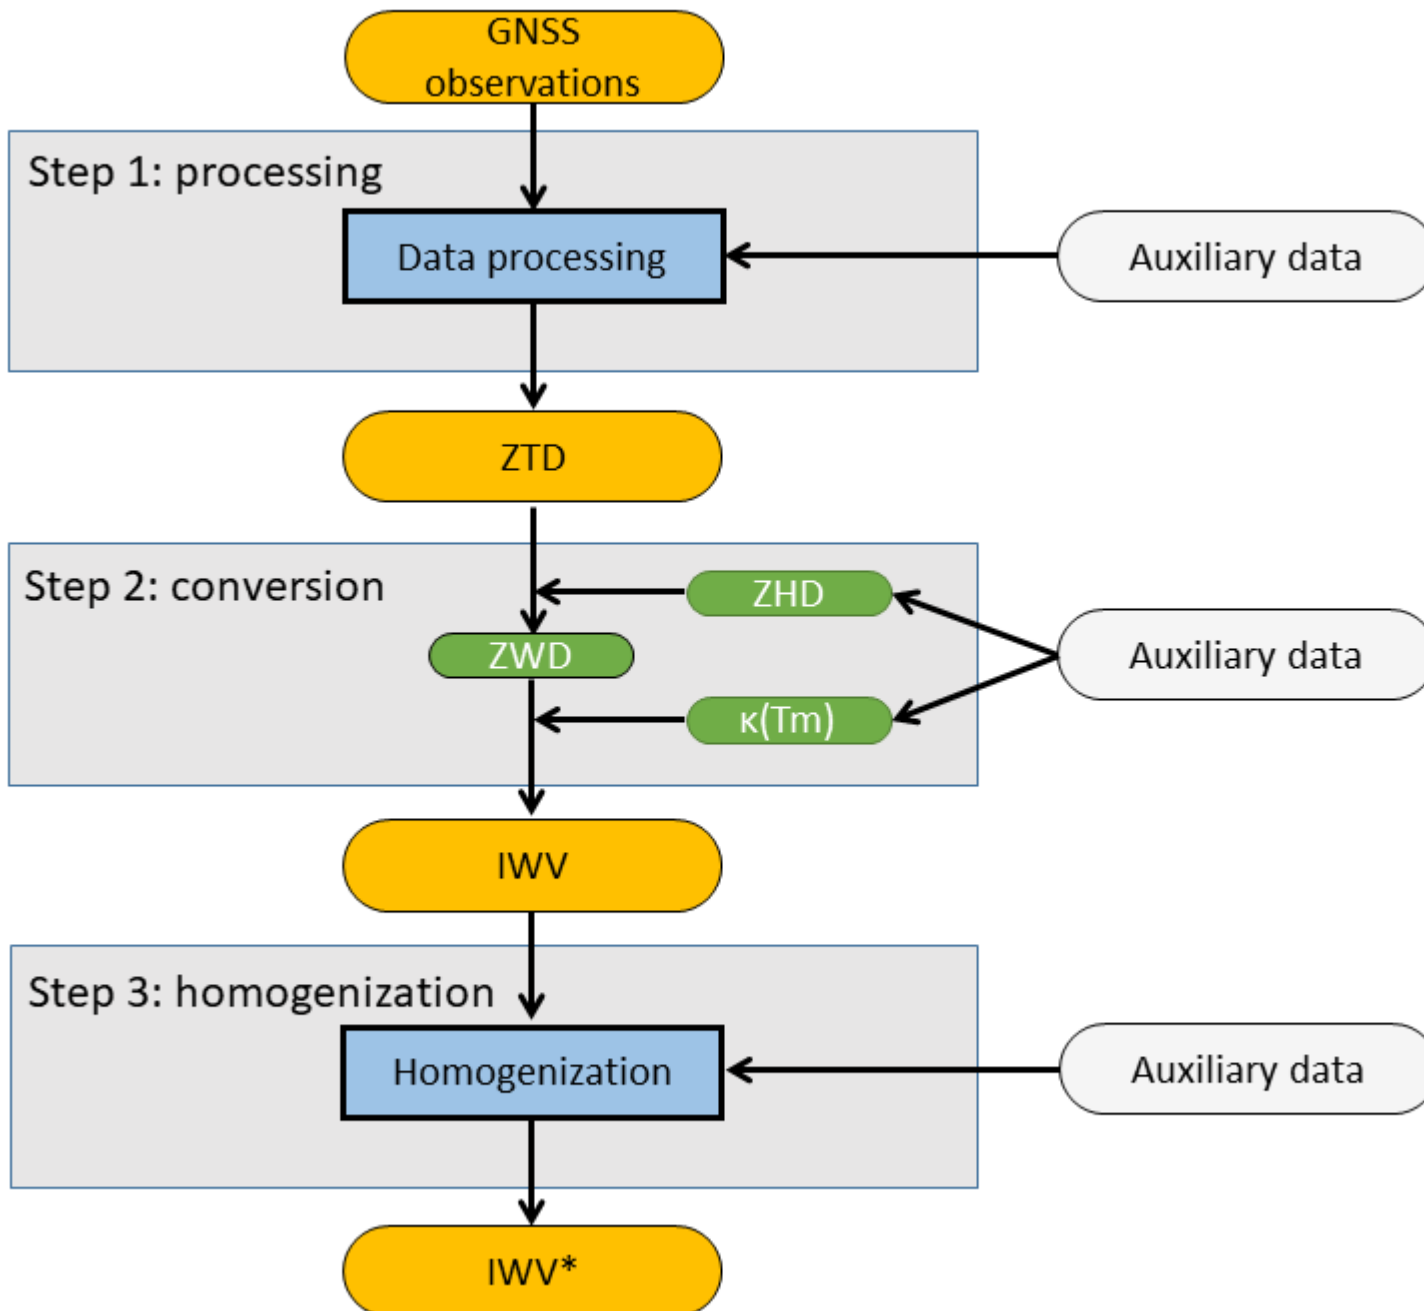 GNSS
observations
Step 1: processing
Data processing
Auxiliary data
ZTD
Step 2: conversion
ZHD
ZWD
Auxiliary data
κ(Tm)
IWV
Step 3: homogenization
Homogenization
Auxiliary data
IWV*